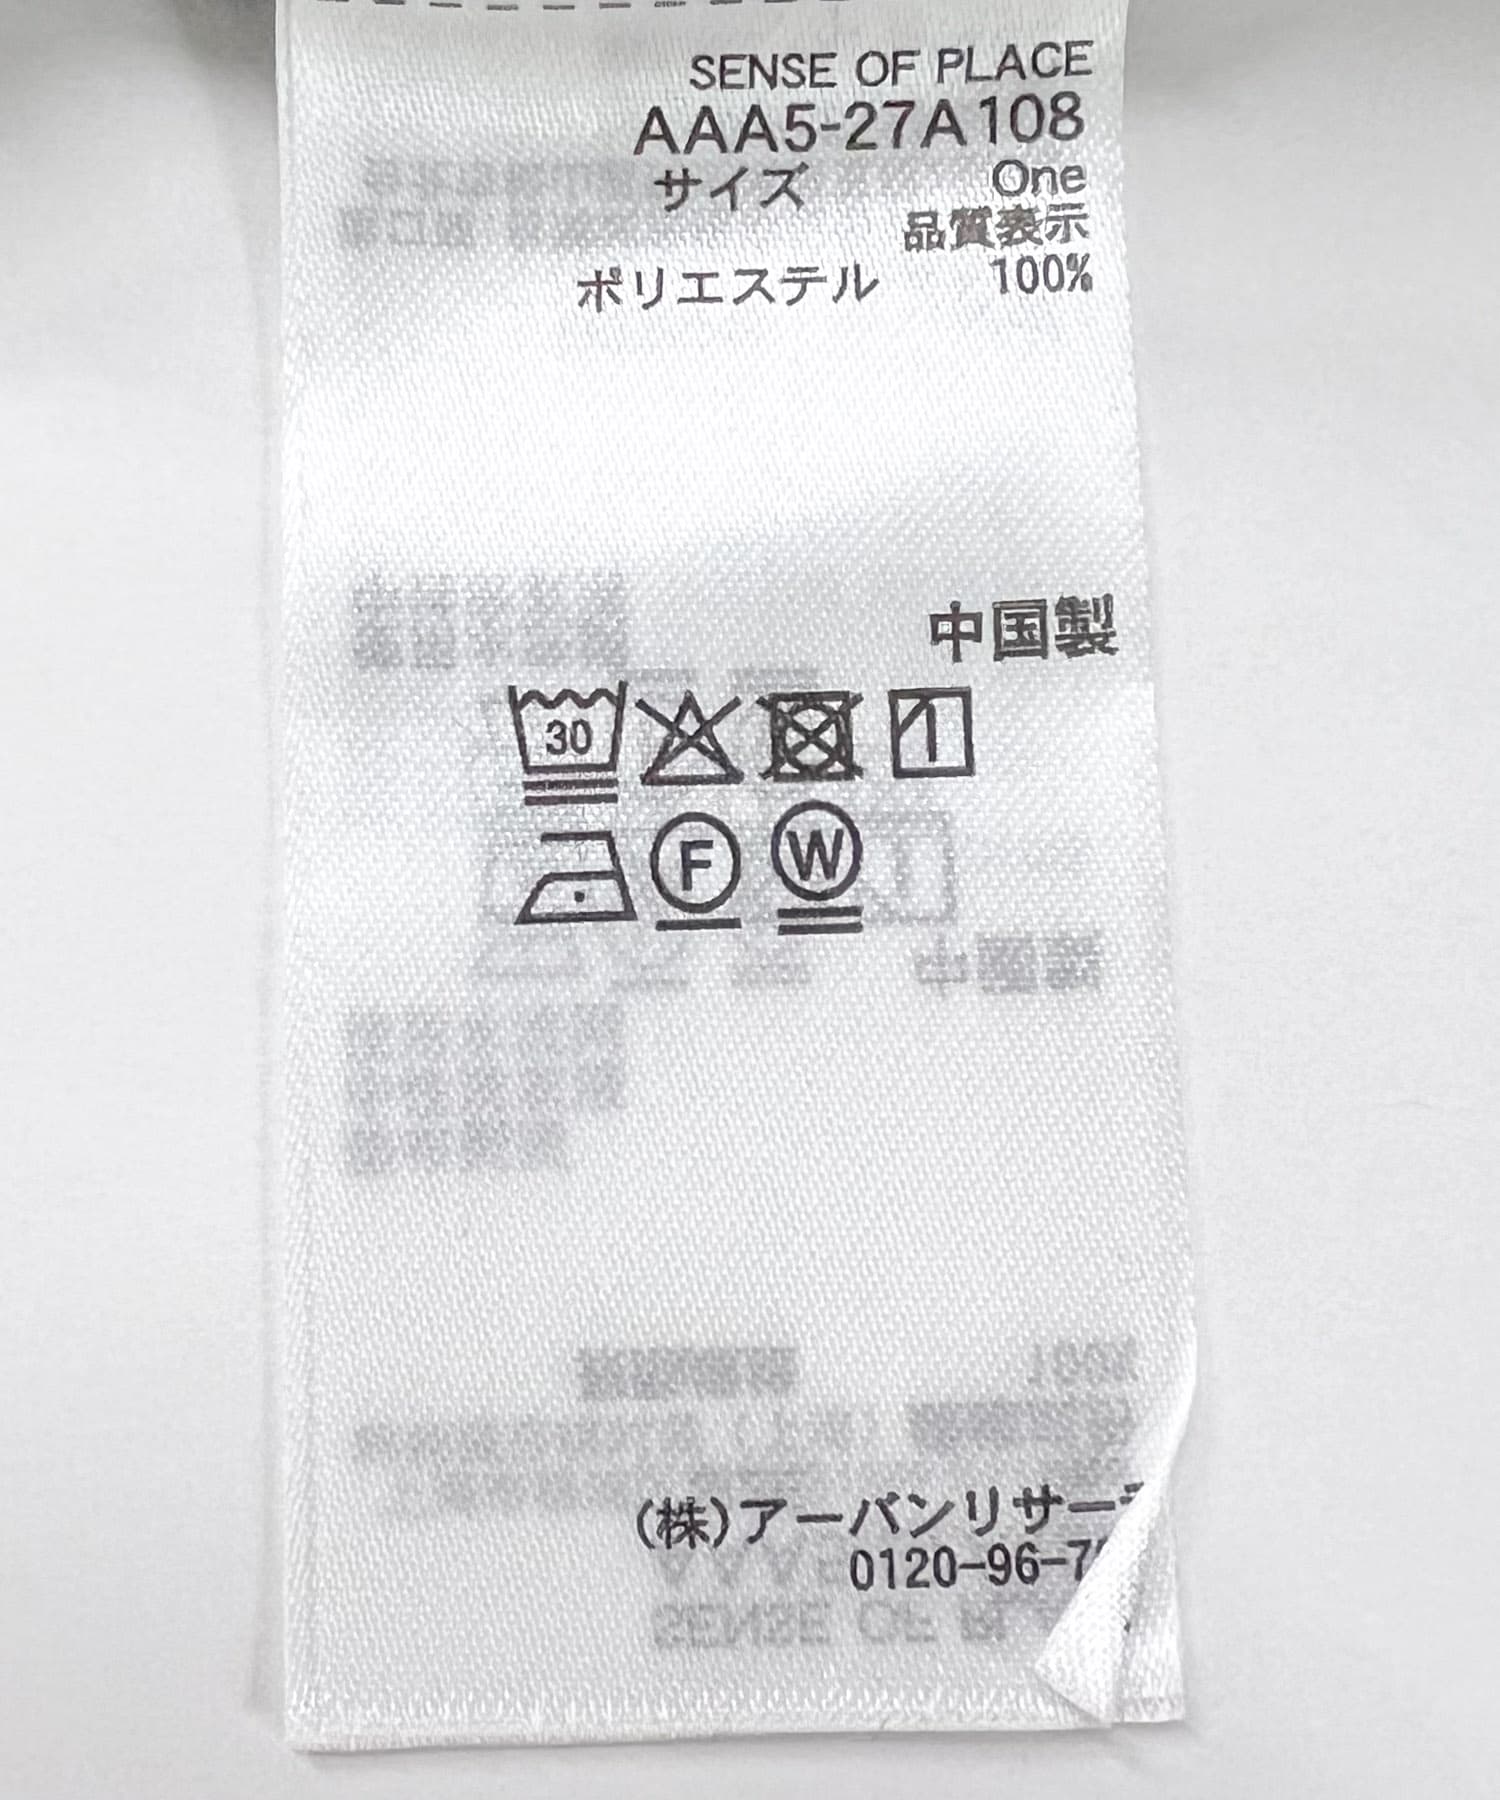 SENSE OF PLACE
AAA5-27A108
サイズ One
品質表示
ポリエステル 100%
中国製
30
F W
(株)アーバンリサー
0120-96-7